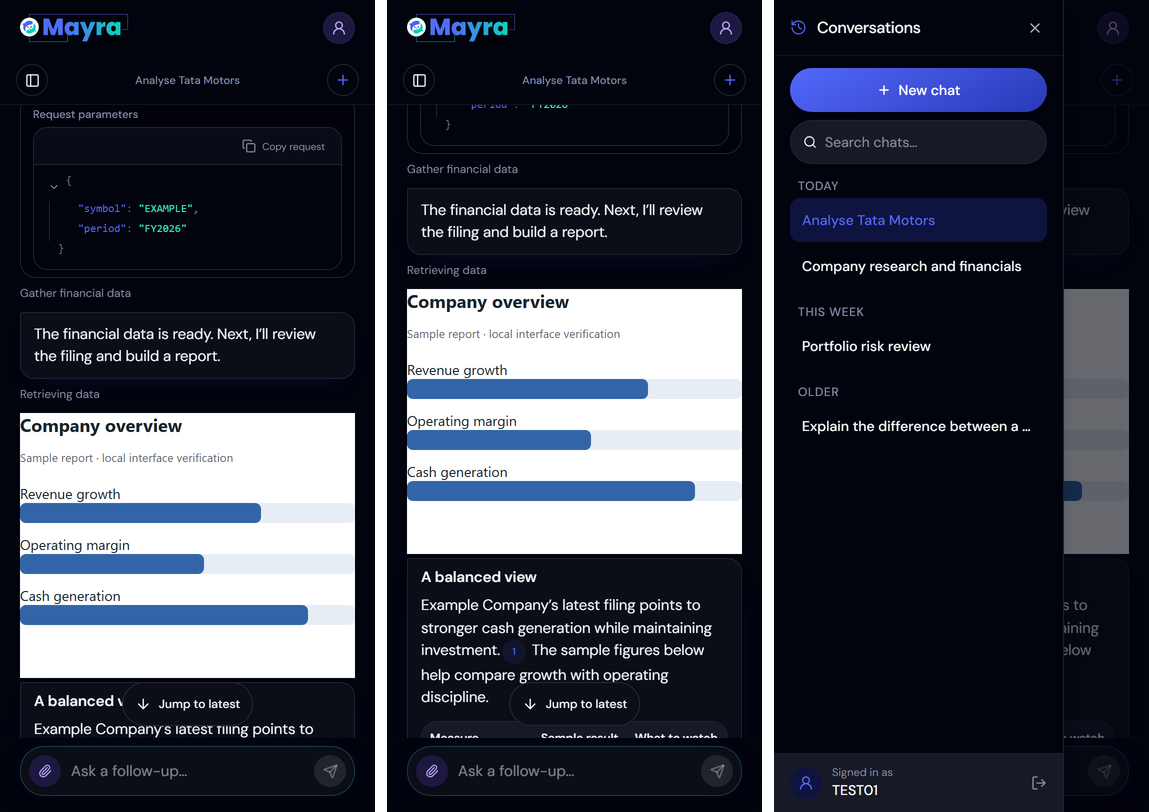 Mayra
Analyse Tata Motors
Request parameters
Copy request
{
"symbol": "EXAMPLE",
"period": "FY2026"
}
Gather financial data
The financial data is ready. Next, I’ll review
the filing and build a report.
Retrieving data
Company overview
Sample report · local interface verification
Revenue growth
Operating margin
Cash generation
A balanced
Jump to latest
Example Company’s latest filing points to
Ask a follow-up...
Mayra
Analyse Tata Motors
"period": "FY2026"
}
Gather financial data
The financial data is ready. Next, I’ll review
the filing and build a report.
Retrieving data
Company overview
Sample report · local interface verification
Revenue growth
Operating margin
Cash generation
A balanced view
Example Company’s latest filing points to
stronger cash generation while maintaining
investment. 1 The sample figures below
help compare growth with operating
discipline.
Jump to latest
Measure Sample result What to watch
Ask a follow-up...
Conversations
+ New chat
Search chats...
TODAY
Analyse Tata Motors
Company research and financials
THIS WEEK
Portfolio risk review
OLDER
Explain the difference between a ...
Signed in as
TEST01
view
s to
aining
elow
to watch